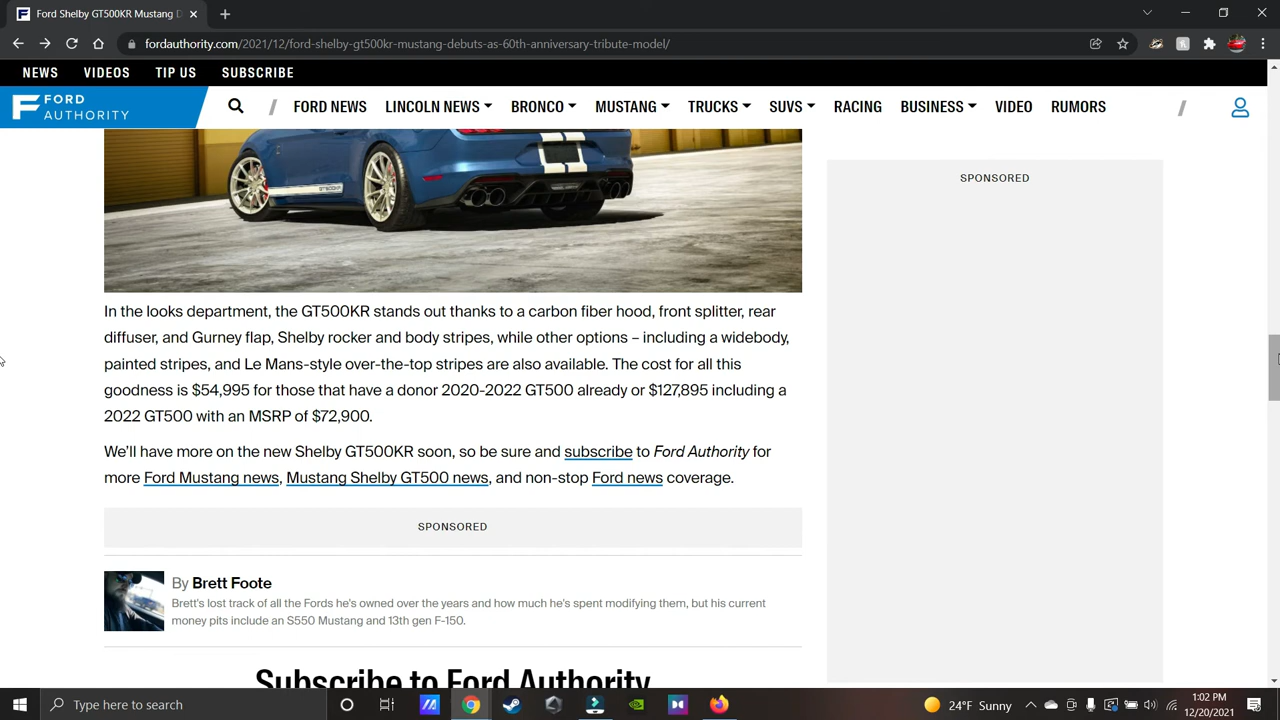 Ford Shelby GT500KR Mustang D
fordauthority.com/2021/12/ford-shelby-gt500kr-mustang-debuts-as-60th-anniversary-tribute-model/
NEWS VIDEOS TIP US SUBSCRIBE
FORD AUTHORITY / FORD NEWS LINCOLN NEWS BRONCO MUSTANG TRUCKS SUVS RACING BUSINESS VIDEO RUMORS /
SPONSORED
GT500KR
In the looks department, the GT500KR stands out thanks to a carbon fiber hood, front splitter, rear
diffuser, and Gurney flap, Shelby rocker and body stripes, while other options – including a widebody,
painted stripes, and Le Mans-style over-the-top stripes are also available. The cost for all this
goodness is $54,995 for those that have a donor 2020-2022 GT500 already or $127,895 including a
2022 GT500 with an MSRP of $72,900.
We'll have more on the new Shelby GT500KR soon, so be sure and subscribe to Ford Authority for
more Ford Mustang news, Mustang Shelby GT500 news, and non-stop Ford news coverage.
SPONSORED
By Brett Foote
Brett's lost track of all the Fords he's owned over the years and how much he's spent modifying them, but his current
money pits include an S550 Mustang and 13th gen F-150.
Subscribe to Ford Authority
Type here to search
24°F Sunny
1:02 PM
12/20/2021